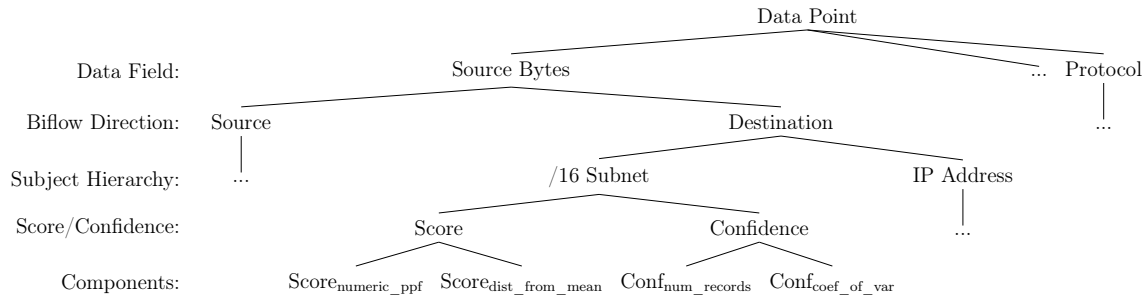 Data Point
Data Field: Source Bytes ... Protocol
Biflow Direction: Source Destination ...
Subject Hierarchy: ... /16 Subnet IP Address
Score/Confidence: Score Confidence ...
Components: Score_numeric_ppf Score_dist_from_mean Conf_num_records Conf_coef_of_var